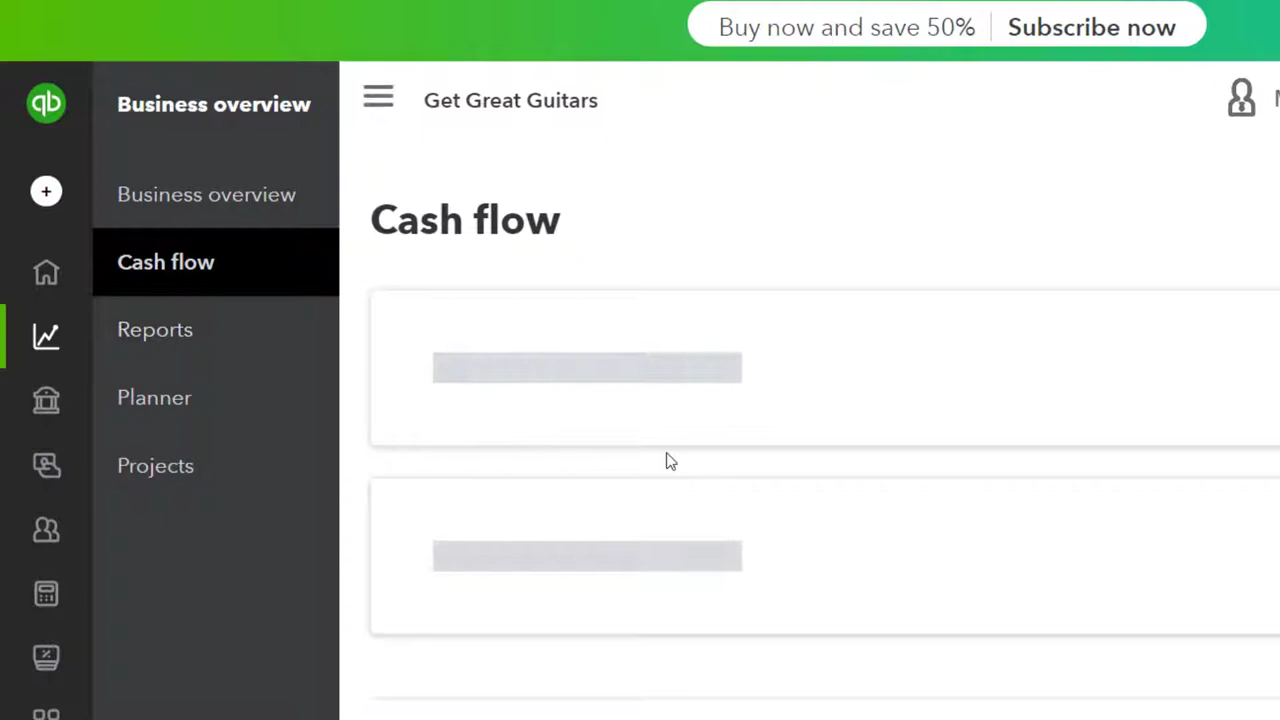 Buy now and save 50% Subscribe now
qb
Business overview
Get Great Guitars
Business overview
Cash flow
Cash flow
Reports
Planner
Projects